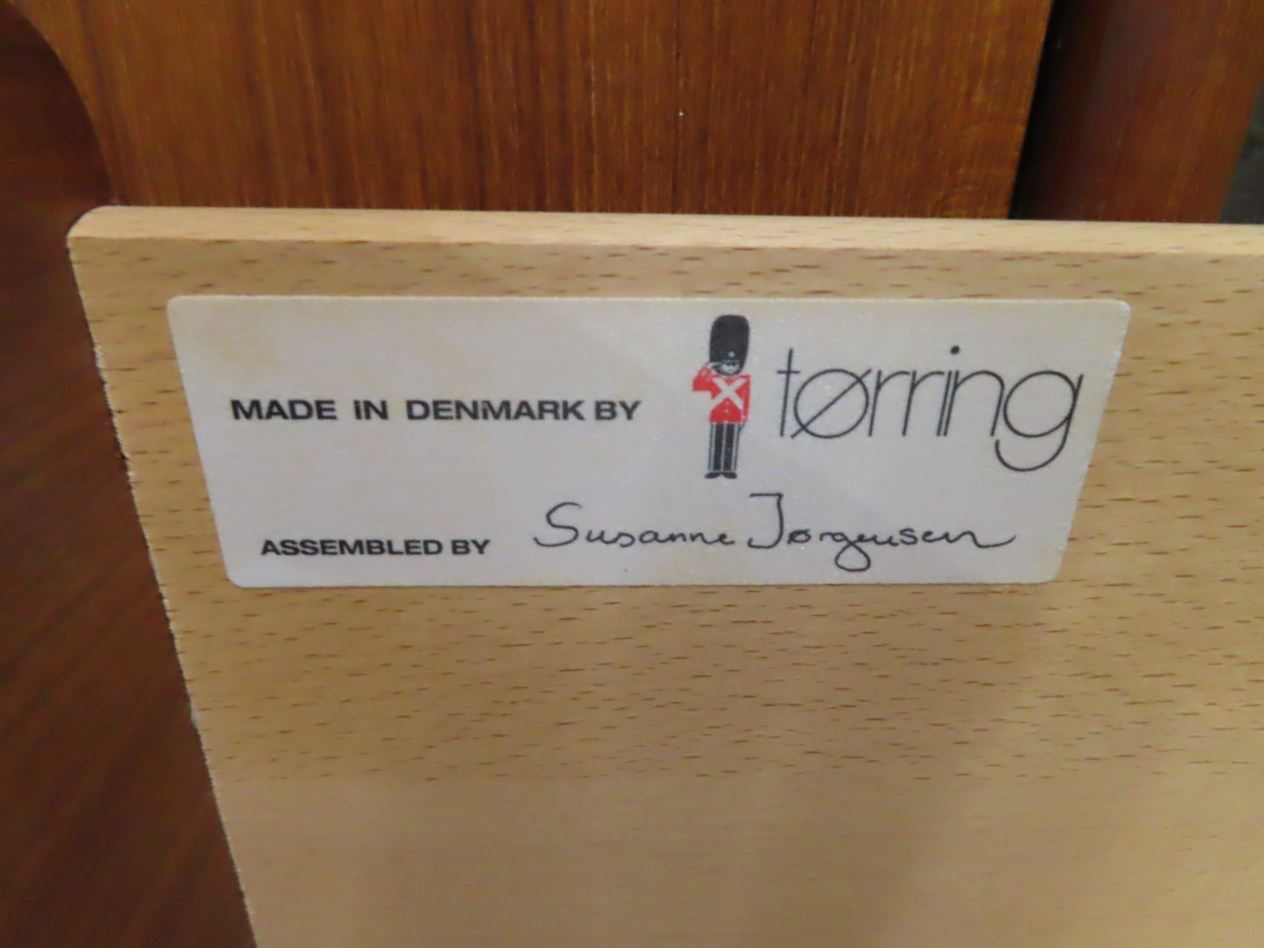 MADE IN DENMARK BY tørring
ASSEMBLED BY Susanne Jørgensen